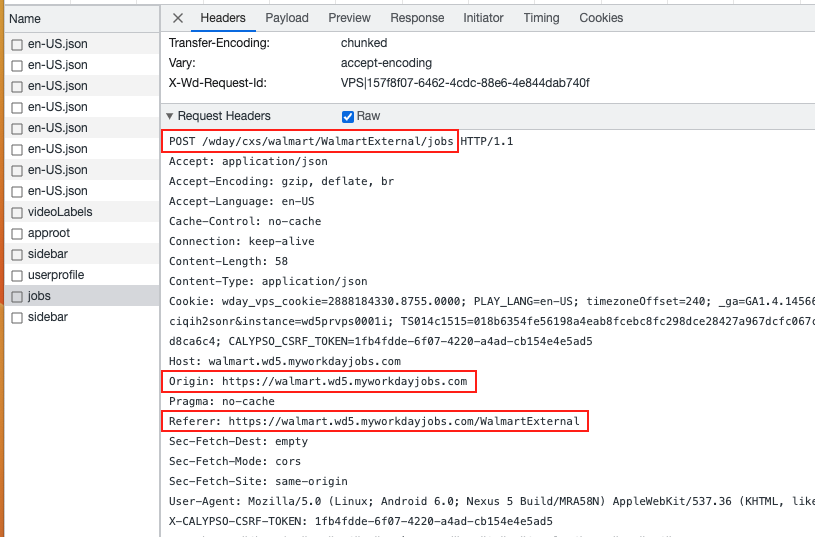 Name
en-US.json
en-US.json
en-US.json
en-US.json
en-US.json
en-US.json
en-US.json
en-US.json
videoLabels
approot
sidebar
userprofile
jobs
sidebar
Headers Payload Preview Response Initiator Timing Cookies
Transfer-Encoding: chunked
Vary: accept-encoding
X-Wd-Request-Id: VPS|157f8f07-6462-4cdc-88e6-4e844dab740f
Request Headers Raw
POST /wday/cxs/walmart/WalmartExternal/jobs HTTP/1.1
Accept: application/json
Accept-Encoding: gzip, deflate, br
Accept-Language: en-US
Cache-Control: no-cache
Connection: keep-alive
Content-Length: 58
Content-Type: application/json
Cookie: wday_vps_cookie=2888184330.8755.0000; PLAY_LANG=en-US; timezoneOffset=240; _ga=GA1.4.14566
ciqih2sonr&instance=wd5prvps0001i; TS014c1515=018b6354fe56198a4eab8fcebc8fc298dce28427a967dcfc067c
d8ca6c4; CALYPSO_CSRF_TOKEN=1fb4fdde-6f07-4220-a4ad-cb154e4e5ad5
Host: walmart.wd5.myworkdayjobs.com
Origin: https://walmart.wd5.myworkdayjobs.com
Pragma: no-cache
Referer: https://walmart.wd5.myworkdayjobs.com/WalmartExternal
Sec-Fetch-Dest: empty
Sec-Fetch-Mode: cors
Sec-Fetch-Site: same-origin
User-Agent: Mozilla/5.0 (Linux; Android 6.0; Nexus 5 Build/MRA58N) AppleWebKit/537.36 (KHTML, like
X-CALYPSO-CSRF-TOKEN: 1fb4fdde-6f07-4220-a4ad-cb154e4e5ad5